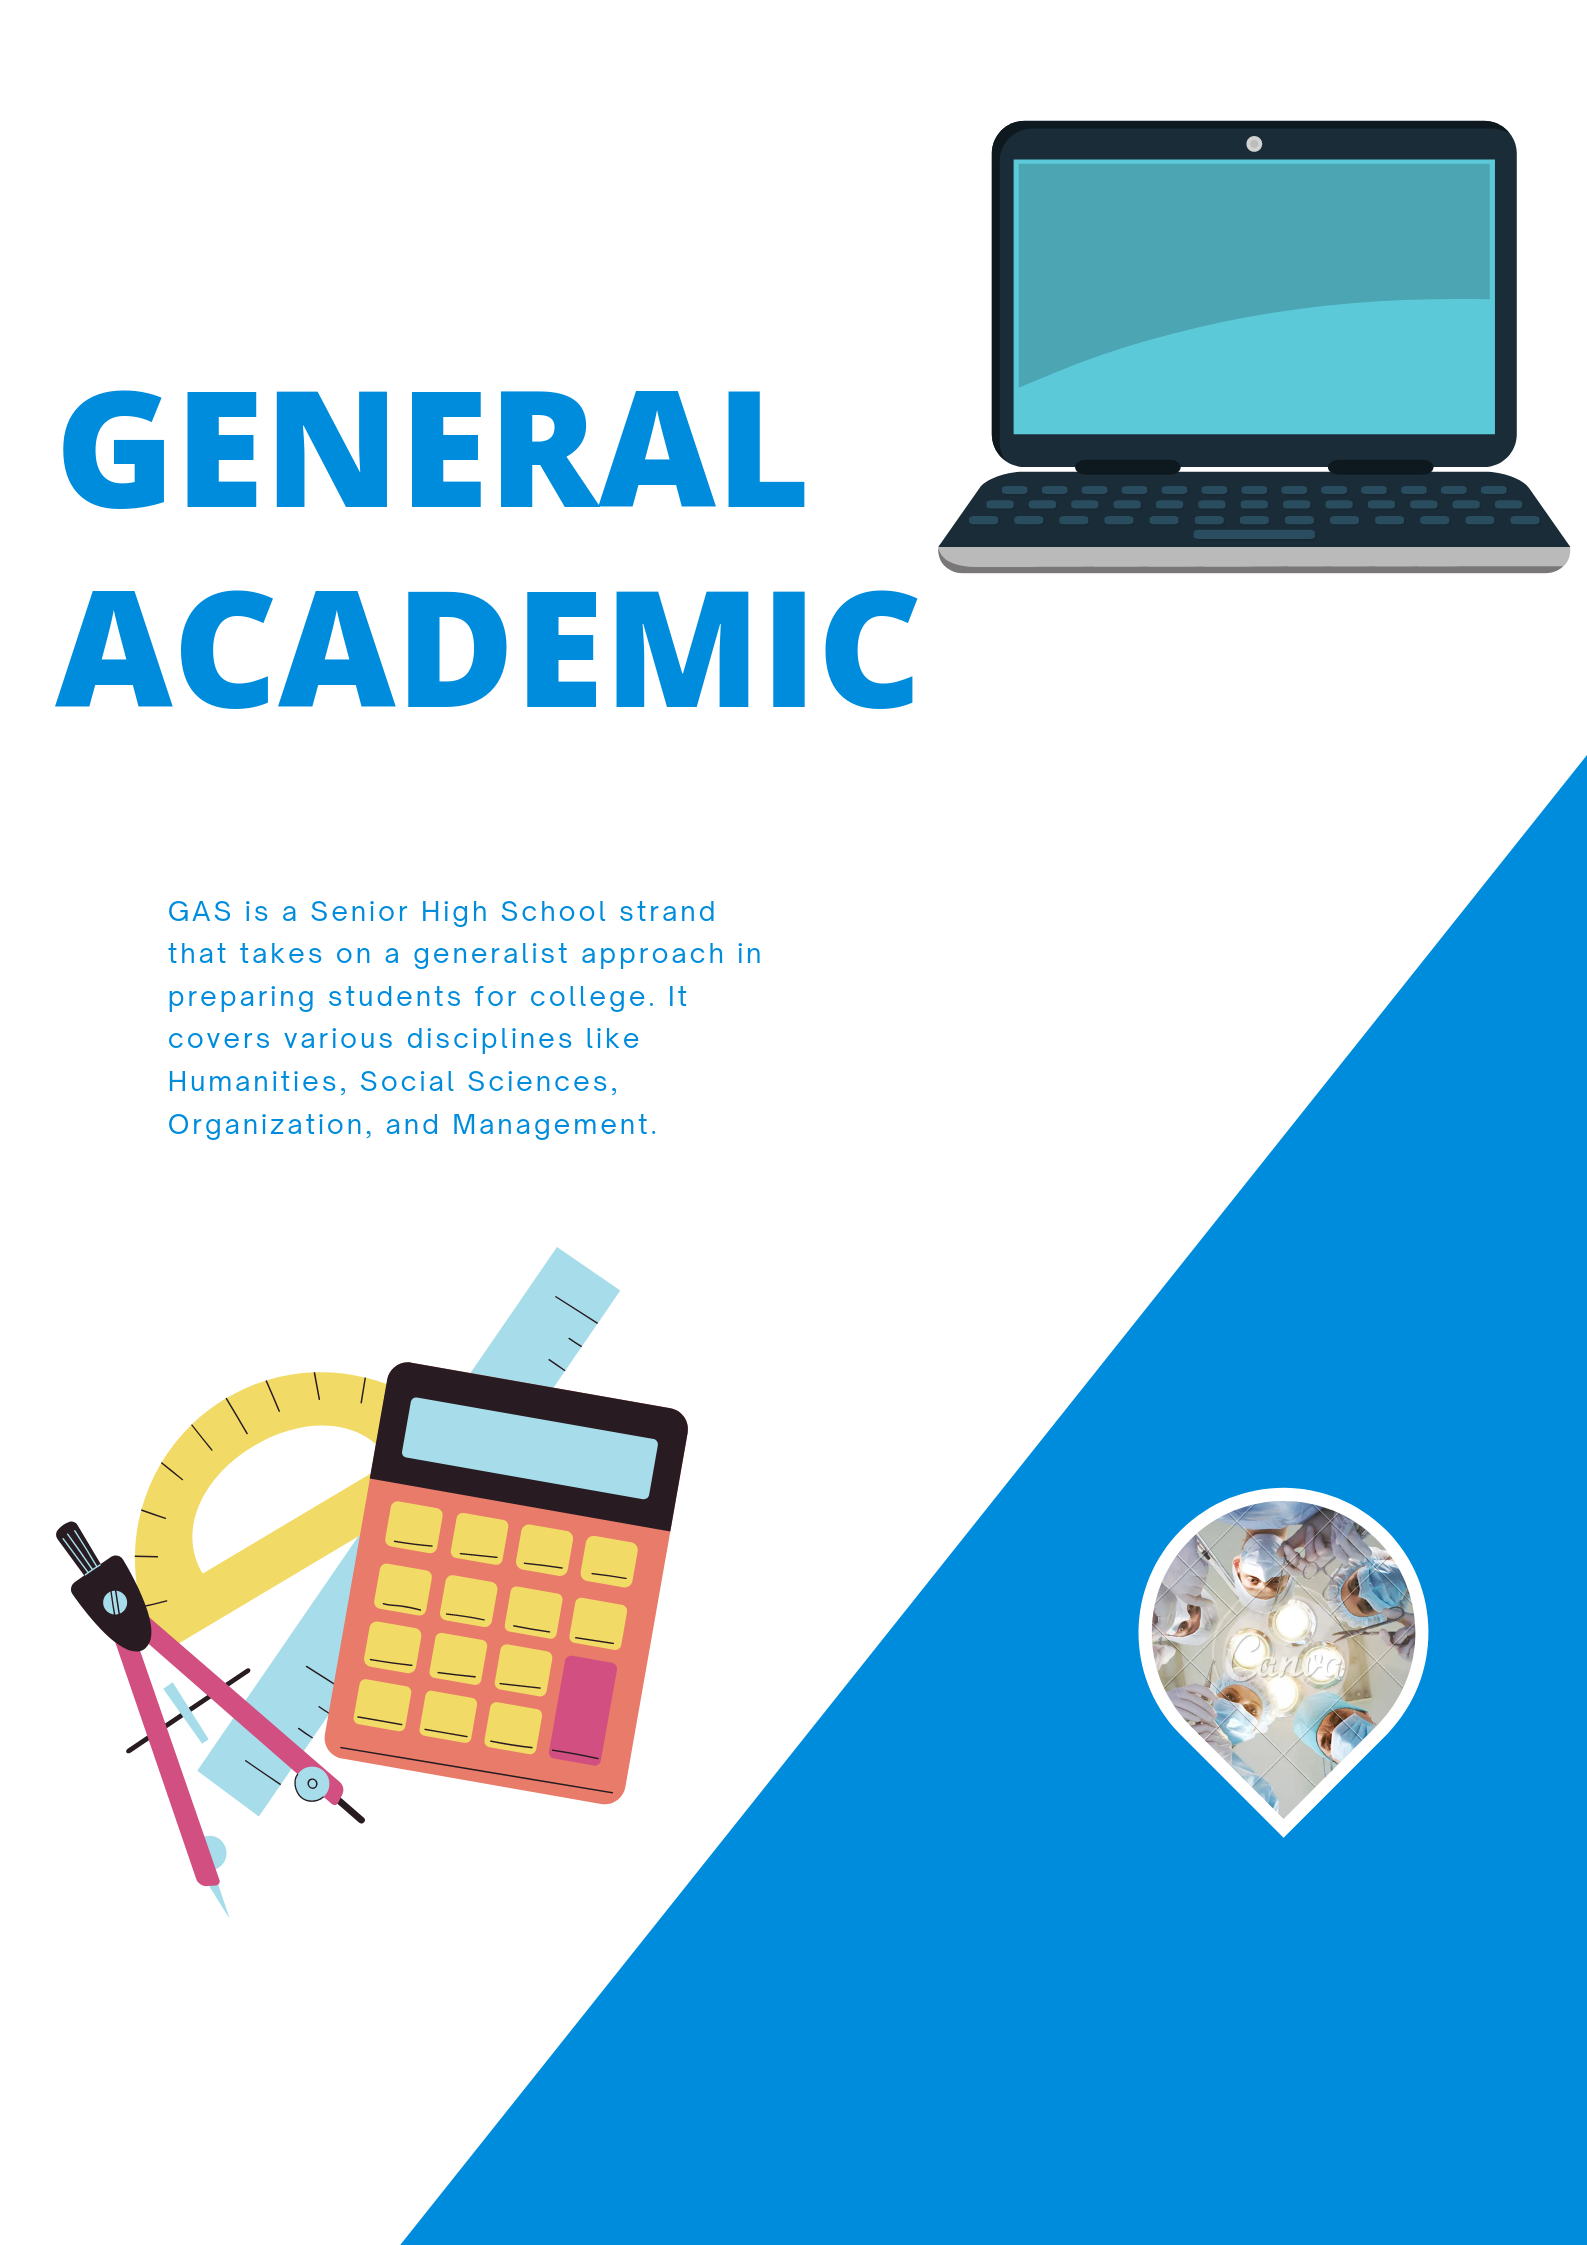 GENERAL
ACADEMIC
GAS is a Senior High School strand
that takes on a generalist approach in
preparing students for college. It
covers various disciplines like
Humanities, Social Sciences,
Organization, and Management.
Canva